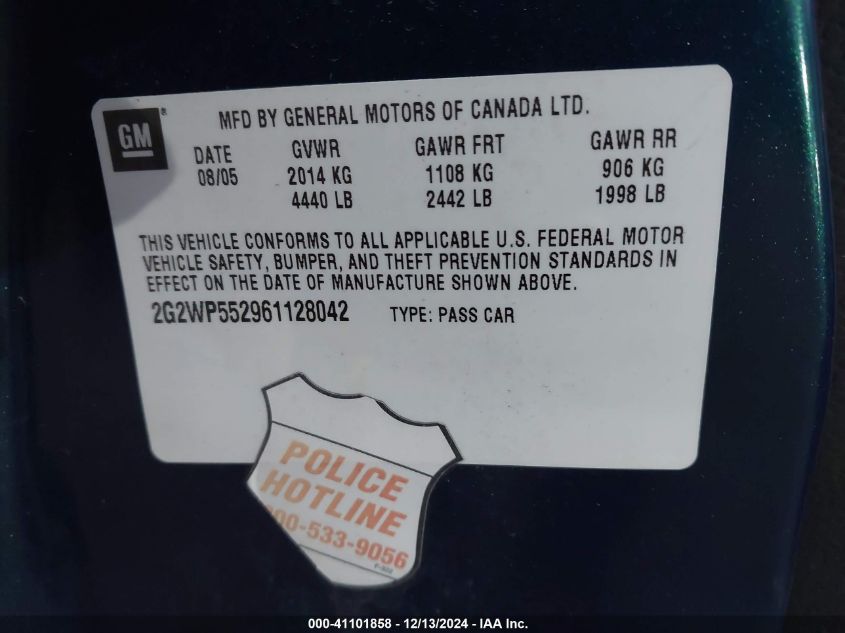 GM
MFD BY GENERAL MOTORS OF CANADA LTD.
DATE GVWR GAWR FRT GAWR RR
08/05 2014 KG 1108 KG 906 KG
4440 LB 2442 LB 1998 LB
THIS VEHICLE CONFORMS TO ALL APPLICABLE U.S. FEDERAL MOTOR
VEHICLE SAFETY, BUMPER, AND THEFT PREVENTION STANDARDS IN
EFFECT ON THE DATE OF MANUFACTURE SHOWN ABOVE.
2G2WP552961128042 TYPE: PASS CAR
POLICE
HOTLINE
00-533-9056
000-41101858 - 12/13/2024 - IAA Inc.